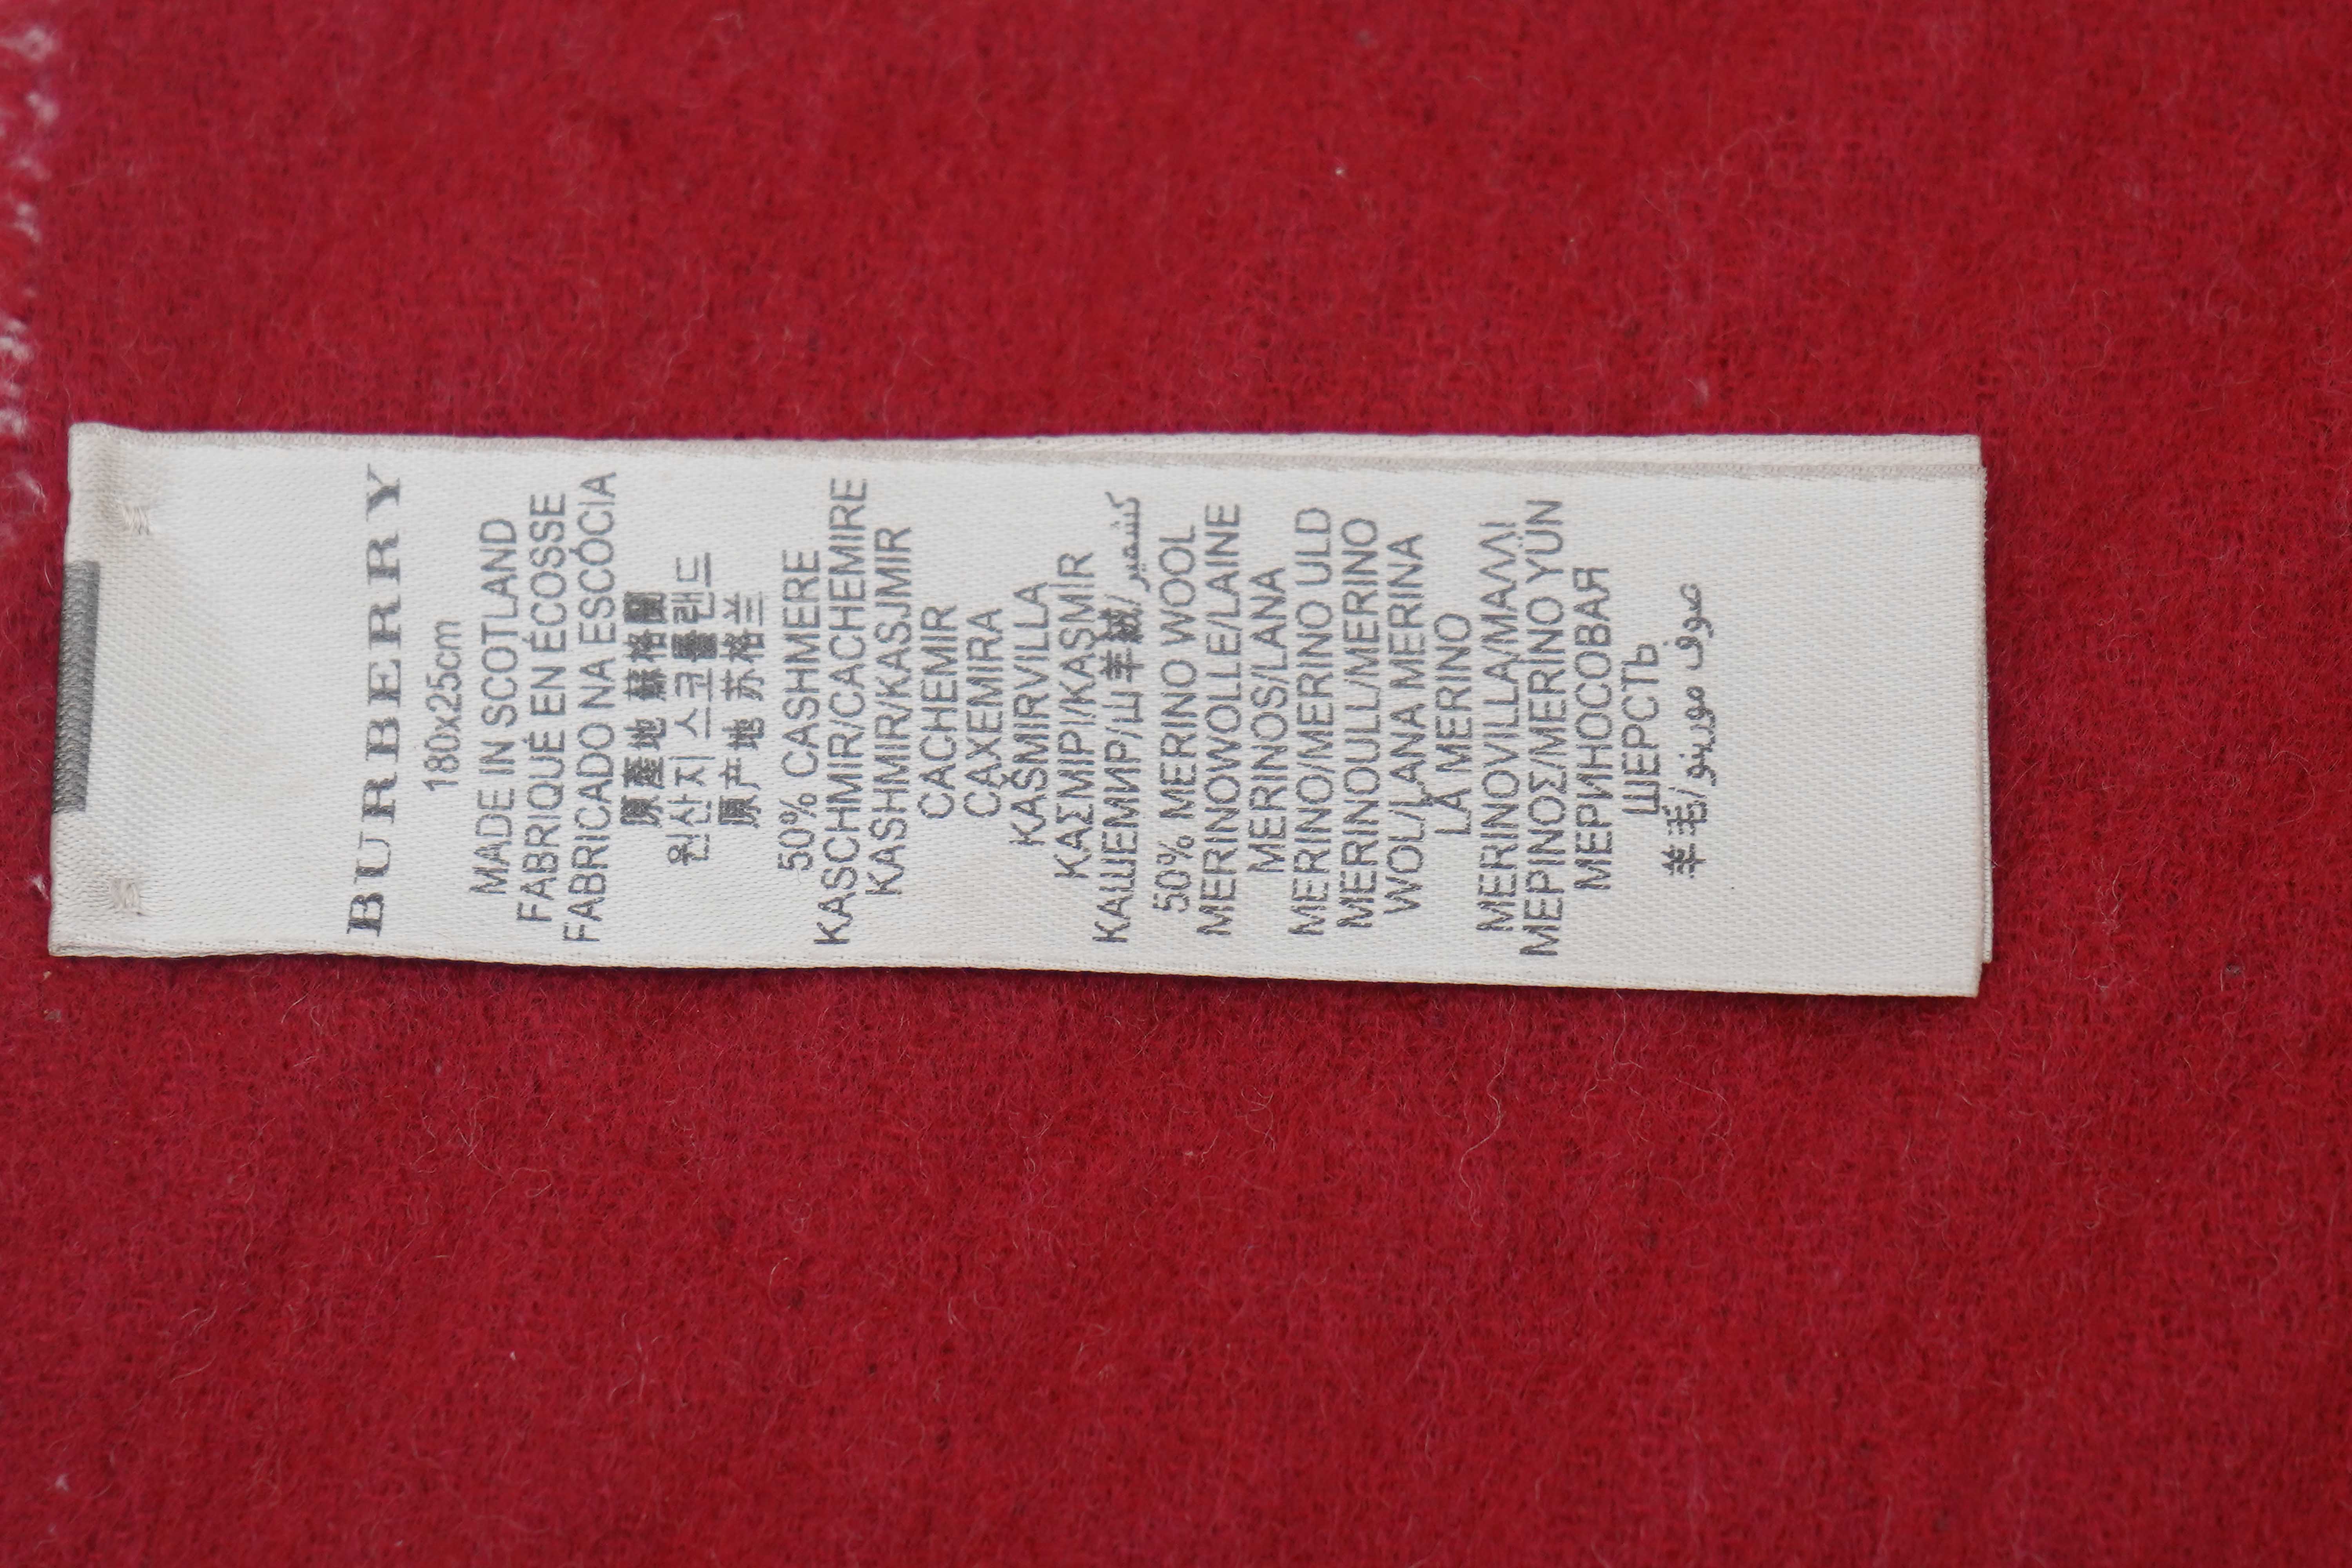 BURBERRY
180x25cm
MADE IN SCOTLAND
FABRIQUÉ EN ÉCOSSE
FABRICADO NA ESCÓCIA
原產地 蘇格蘭
원산지 스코틀랜드
原产地 苏格兰
50% CASHMERE
KASCHMIR/CACHEMIRE
KASHMIR/KASJMIR
CACHEMIR
CAXEMIRA
KAŠMIRVILLA
ΚΑΣΜΙΡΙ/KAŞMİR
КАШЕМИР/山羊絨/كشمير
50% MERINO WOOL
MERINOWOLLE/LAINE
MERINOS/LANA
MERINO/MERINO ULD
MERINOULL/MERINO
WOL/LANA MERINA
LÃ MERINO
MERINOVILLA/ΜΑΛΛΙ
ΜΕΡΙΝΟΣ/MERINO YÜN
МЕРИНОСОВАЯ
ШЕРСТЬ
羊毛/صوف مورينو